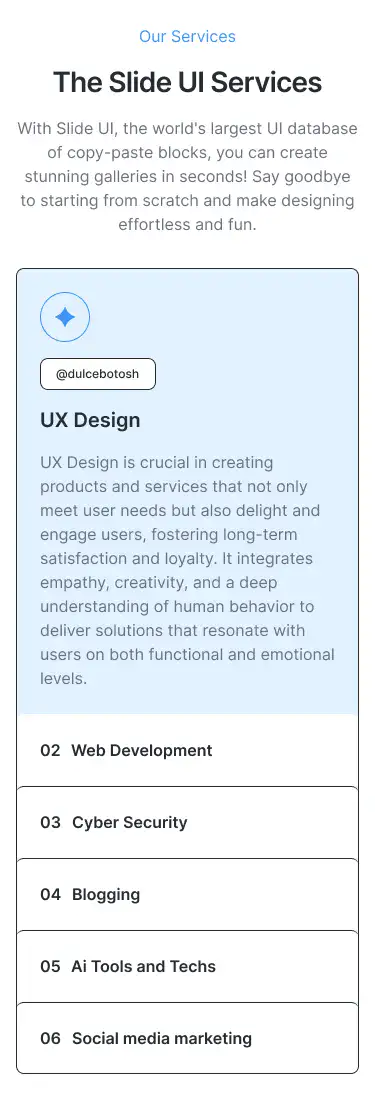 Our Services
The Slide UI Services
With Slide UI, the world's largest UI database
of copy-paste blocks, you can create
stunning galleries in seconds! Say goodbye
to starting from scratch and make designing
effortless and fun.
@dulcebotosh
UX Design
UX Design is crucial in creating
products and services that not only
meet user needs but also delight and
engage users, fostering long-term
satisfaction and loyalty. It integrates
empathy, creativity, and a deep
understanding of human behavior to
deliver solutions that resonate with
users on both functional and emotional
levels.
02 Web Development
03 Cyber Security
04 Blogging
05 Ai Tools and Techs
06 Social media marketing